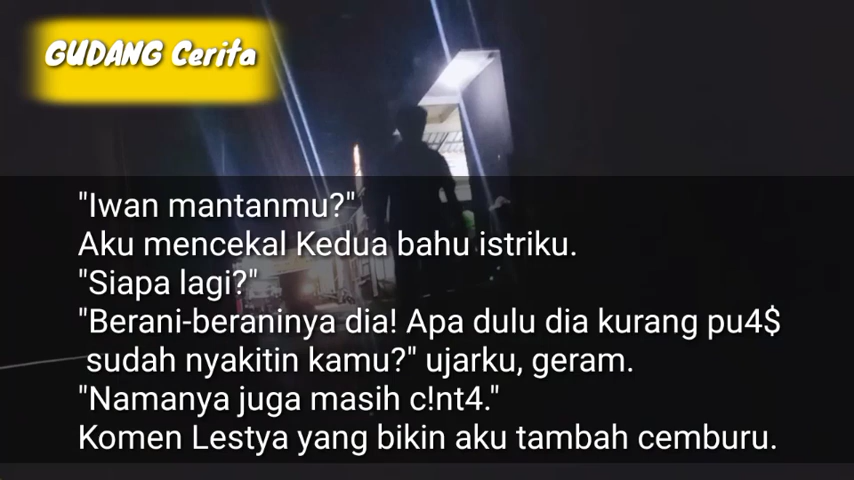 GUDANG Cerita
"Iwan mantanmu?"
Aku mencekal Kedua bahu istriku.
"Siapa lagi?"
"Berani-beraninya dia! Apa dulu dia kurang pu4$
sudah nyakitin kamu?" ujarku, geram.
"Namanya juga masih c!nt4."
Komen Lestya yang bikin aku tambah cemburu.